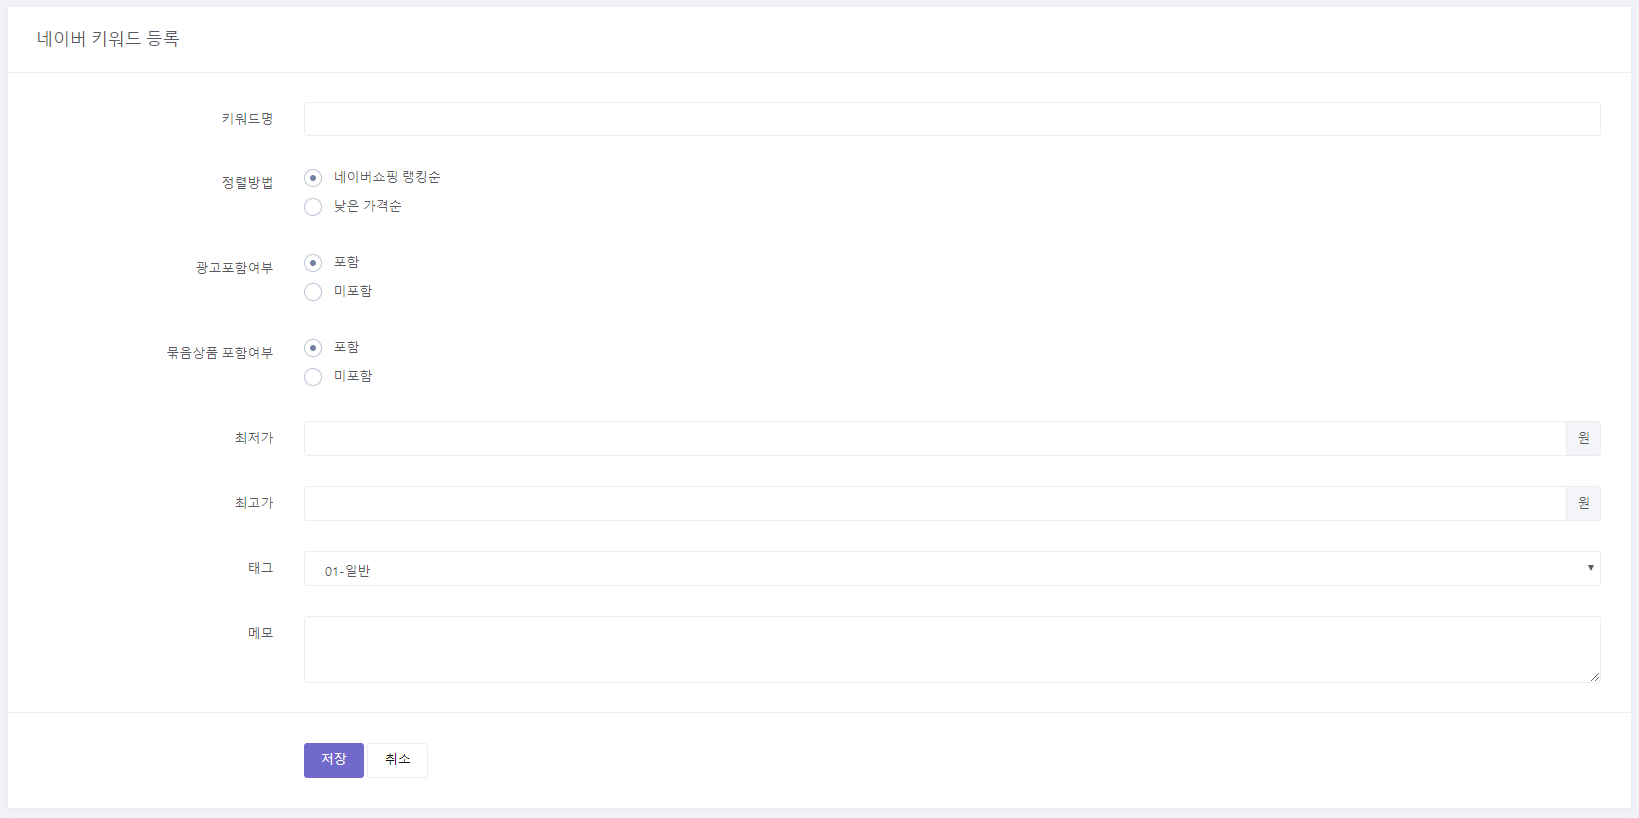 네이버 키워드 등록
키워드명
정렬방법
네이버쇼핑 랭킹순
낮은 가격순
광고포함여부
포함
미포함
묶음상품 포함여부
포함
미포함
최저가
원
최고가
원
태그
01-일반
메모
저장 취소